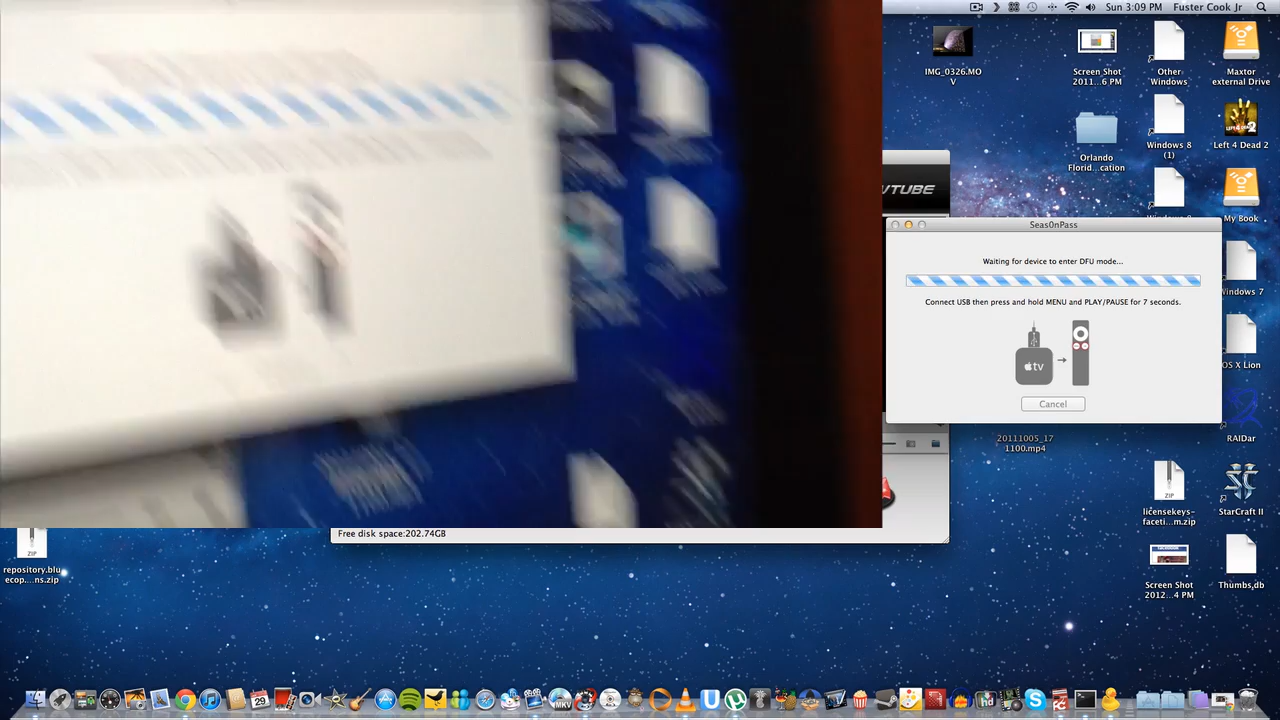 Sun 3:09 PM Fuster Cook Jr
IMG_0326.MO
V
Screen Shot
2011...6 PM
Other
Windows
Maxtor
external Drive
Orlando
Florid...cation
Windows 8
(1)
Left 4 Dead 2
My Book
SeasOnPass
Waiting for device to enter DFU mode...
Connect USB then press and hold MENU and PLAY/PAUSE for 7 seconds.
tv
Cancel
20111005_17
1100.mp4
RAIDar
ZIP
licensekeys-
faceti...m.zip
StarCraft II
Free disk space:202.74GB
ZIP
repository.blu
ecop....ns.zip
Screen Shot
2012...4 PM
Thumbs.db
29
MKV